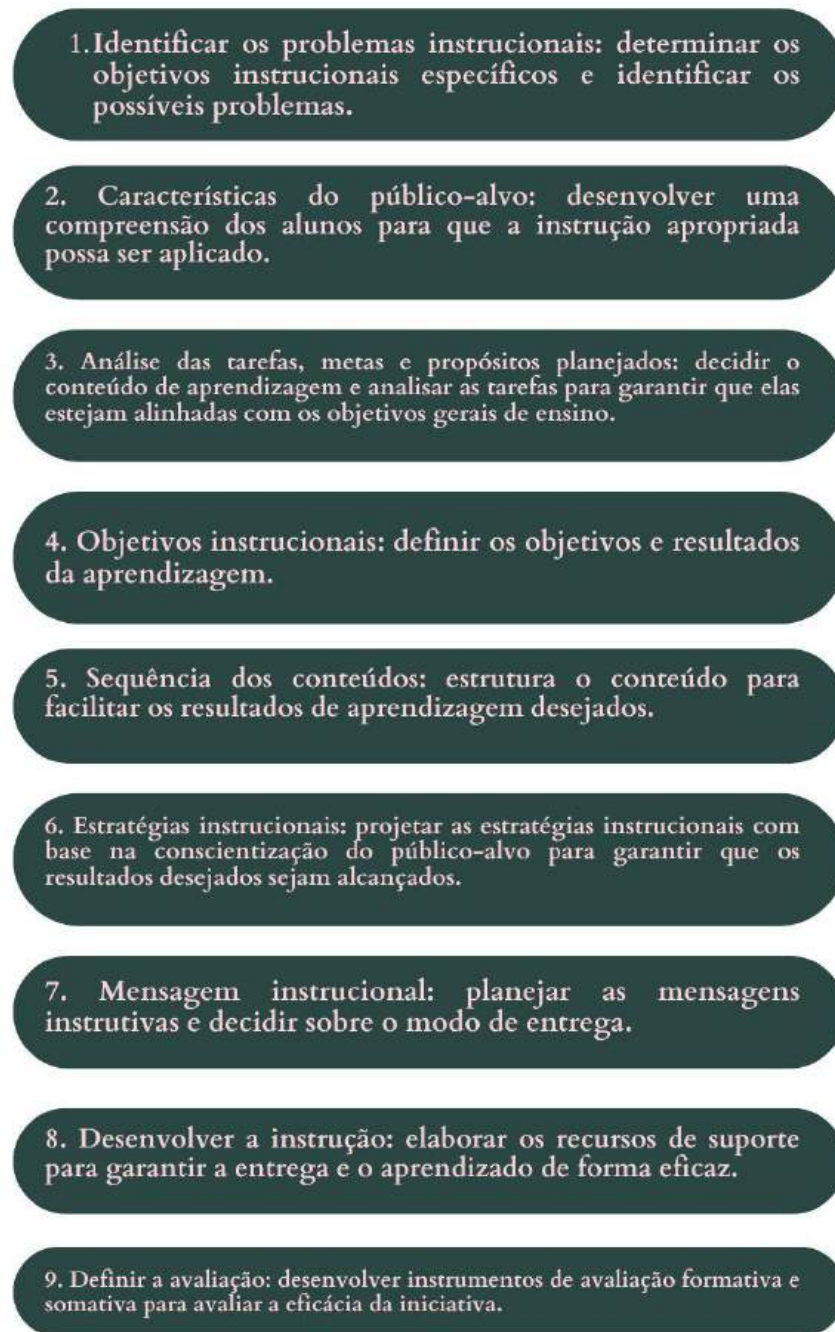 1. Identificar os problemas instrucionais: determinar os
objetivos instrucionais específicos e identificar os
possíveis problemas.
2. Características do público-alvo: desenvolver uma
compreensão dos alunos para que a instrução apropriada
possa ser aplicado.
3. Análise das tarefas, metas e propósitos planejados: decidir o
conteúdo de aprendizagem e analisar as tarefas para garantir que elas
estejam alinhadas com os objetivos gerais de ensino.
4. Objetivos instrucionais: definir os objetivos e resultados
da aprendizagem.
5. Sequência dos conteúdos: estrutura o conteúdo para
facilitar os resultados de aprendizagem desejados.
6. Estratégias instrucionais: projetar as estratégias instrucionais com
base na conscientização do público-alvo para garantir que os
resultados desejados sejam alcançados.
7. Mensagem instrucional: planejar as mensagens
instrutivas e decidir sobre o modo de entrega.
8. Desenvolver a instrução: elaborar os recursos de suporte
para garantir a entrega e o aprendizado de forma eficaz.
9. Definir a avaliação: desenvolver instrumentos de avaliação formativa e
somativa para avaliar a eficácia da iniciativa.